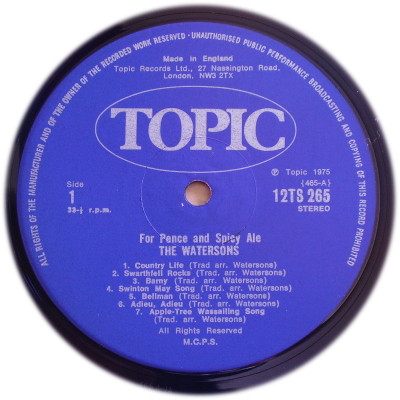 ALL RIGHTS OF THE MANUFACTURER AND OF THE OWNER OF THE RECORDED WORK RESERVED - UNAUTHORISED PUBLIC PERFORMANCE BROADCASTING AND COPYING OF THIS RECORD PROHIBITED
Made in England
Topic Records Ltd., 27 Nassington Road,
London, NW3 2TX
TOPIC
Side
1
33-⅓ r.p.m.
℗ Topic 1975
(465-A)
12TS 265
STEREO
For Pence and Spicy Ale
THE WATERSONS
1. Country Life (Trad. arr. Watersons)
2. Swarthfell Rocks (Trad. arr. Watersons)
3. Barny (Trad. arr. Watersons)
4. Swinton May Song (Trad. arr. Watersons)
5. Bellman (Trad. arr. Watersons)
6. Adieu, Adieu (Trad. arr. Watersons)
7. Apple-Tree Wassailing Song
(Trad. arr. Watersons)
All Rights Reserved
M.C.P.S.